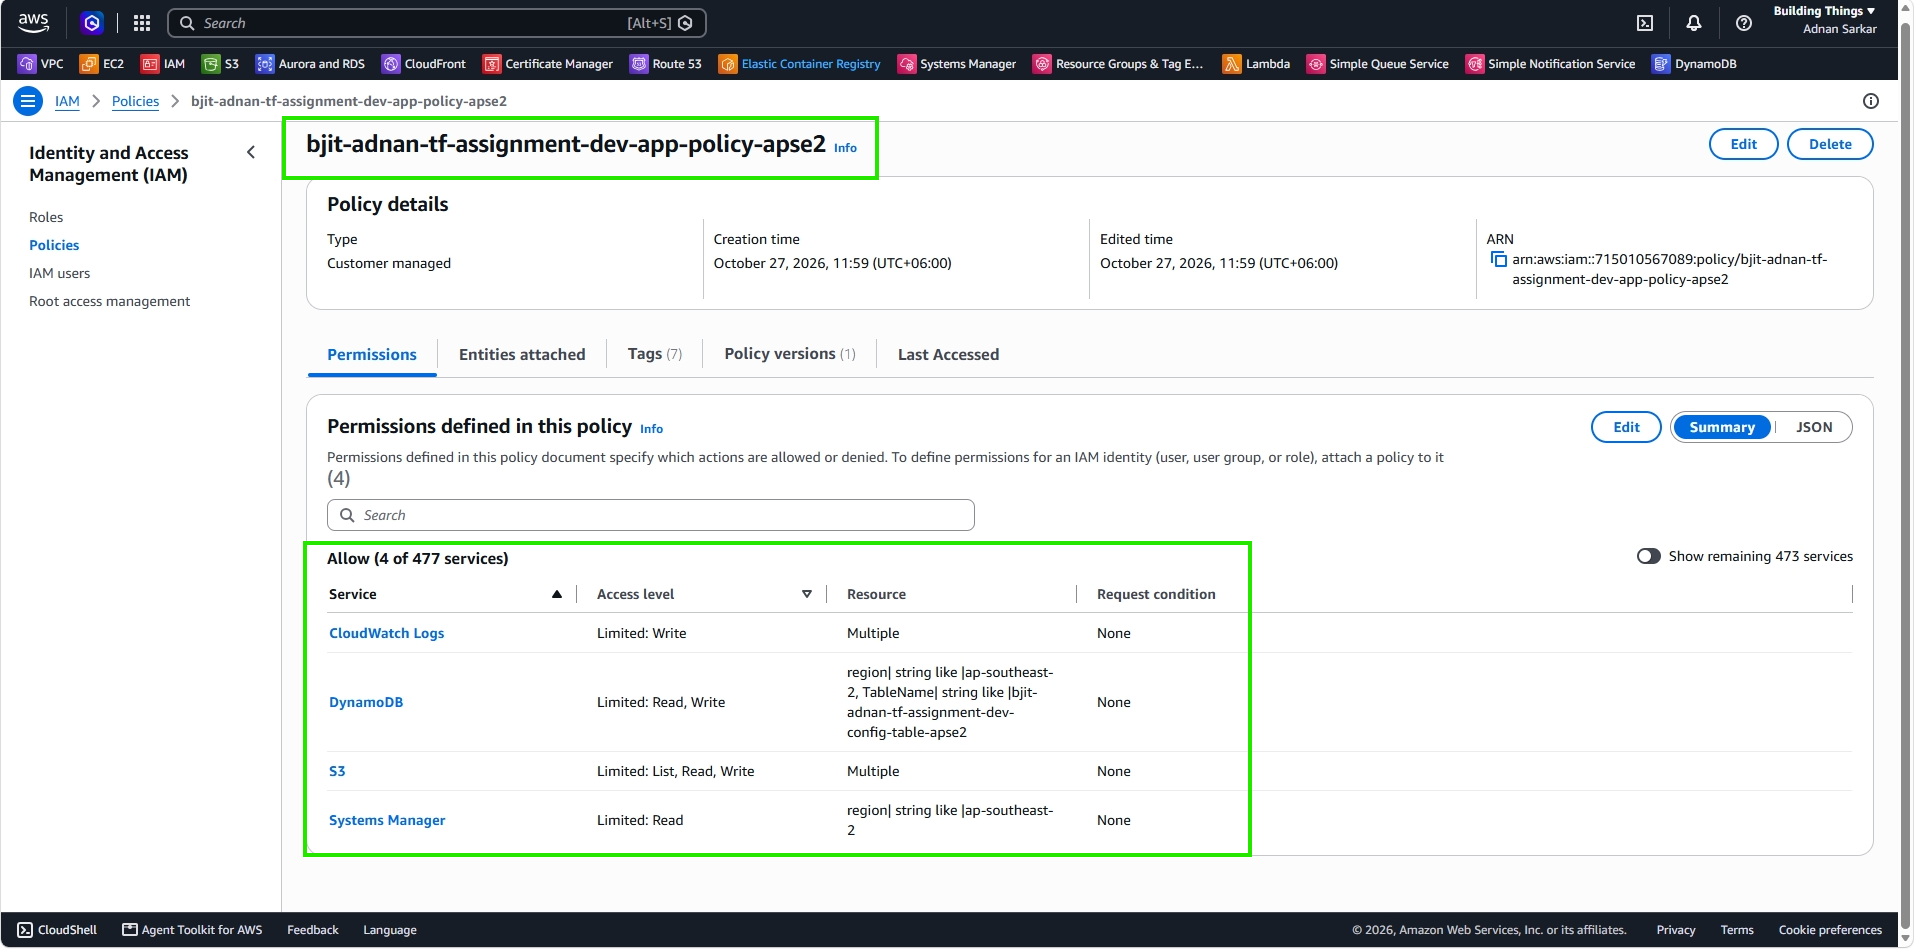 aws
Search
[Alt+S]
Building Things
Adnan Sarkar
VPC
EC2
IAM
S3
Aurora and RDS
CloudFront
Certificate Manager
Route 53
Elastic Container Registry
Systems Manager
Resource Groups & Tag E...
Lambda
Simple Queue Service
Simple Notification Service
DynamoDB
IAM
Policies
bjit-adnan-tf-assignment-dev-app-policy-apse2
Identity and Access
Management (IAM)
Roles
Policies
IAM users
Root access management
bjit-adnan-tf-assignment-dev-app-policy-apse2 Info
Edit
Delete
Policy details
Type
Customer managed
Creation time
October 27, 2026, 11:59 (UTC+06:00)
Edited time
October 27, 2026, 11:59 (UTC+06:00)
ARN
arn:aws:iam::715010567089:policy/bjit-adnan-tf-
assignment-dev-app-policy-apse2
Permissions
Entities attached
Tags (7)
Policy versions (1)
Last Accessed
Permissions defined in this policy Info
Edit
Summary
JSON
Permissions defined in this policy document specify which actions are allowed or denied. To define permissions for an IAM identity (user, user group, or role), attach a policy to it
(4)
Search
Allow (4 of 477 services)
Show remaining 473 services
Service
Access level
Resource
Request condition
CloudWatch Logs
Limited: Write
Multiple
None
DynamoDB
Limited: Read, Write
region| string like |ap-southeast-
2, TableName| string like |bjit-
adnan-tf-assignment-dev-
config-table-apse2
None
S3
Limited: List, Read, Write
Multiple
None
Systems Manager
Limited: Read
region| string like |ap-southeast-
2
None
CloudShell
Agent Toolkit for AWS
Feedback
Language
© 2026, Amazon Web Services, Inc. or its affiliates.
Privacy
Terms
Cookie preferences